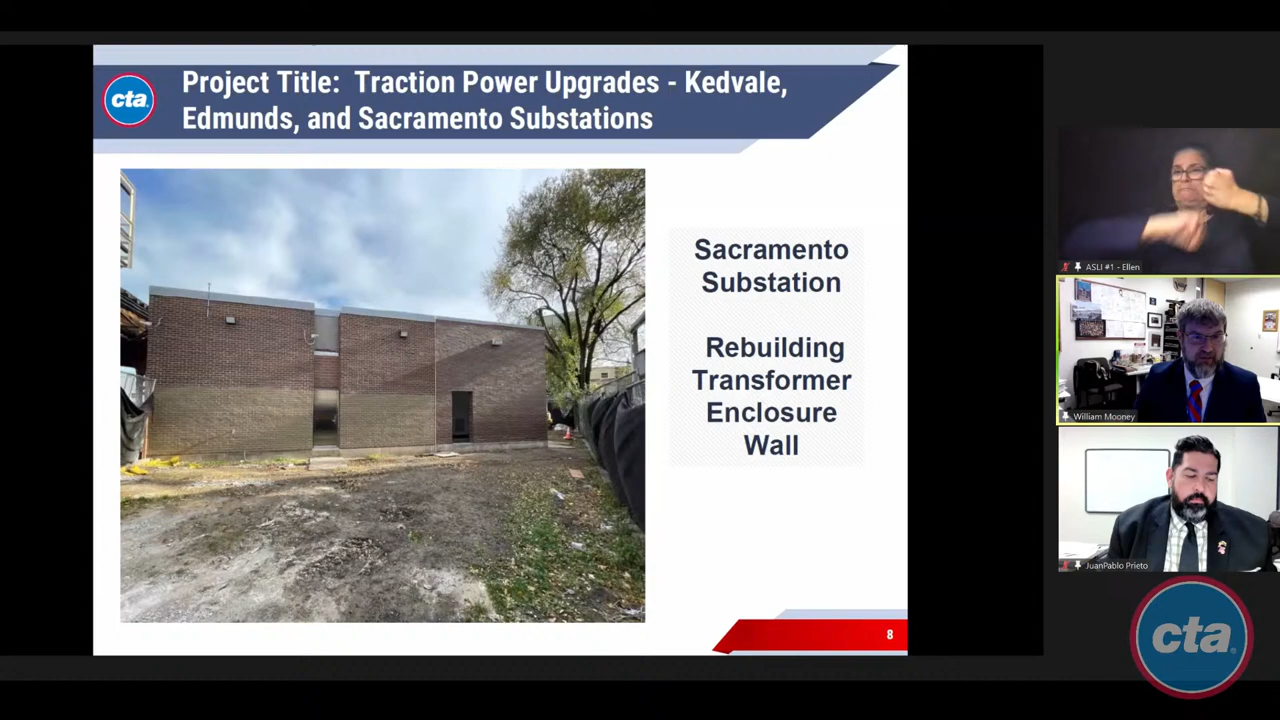 Project Title: Traction Power Upgrades - Kedvale,
Edmunds, and Sacramento Substations
cta
Sacramento
Substation
Rebuilding
Transformer
Enclosure
Wall
8
ASLI #1 - Ellen
William Mooney
JuanPablo Prieto
cta